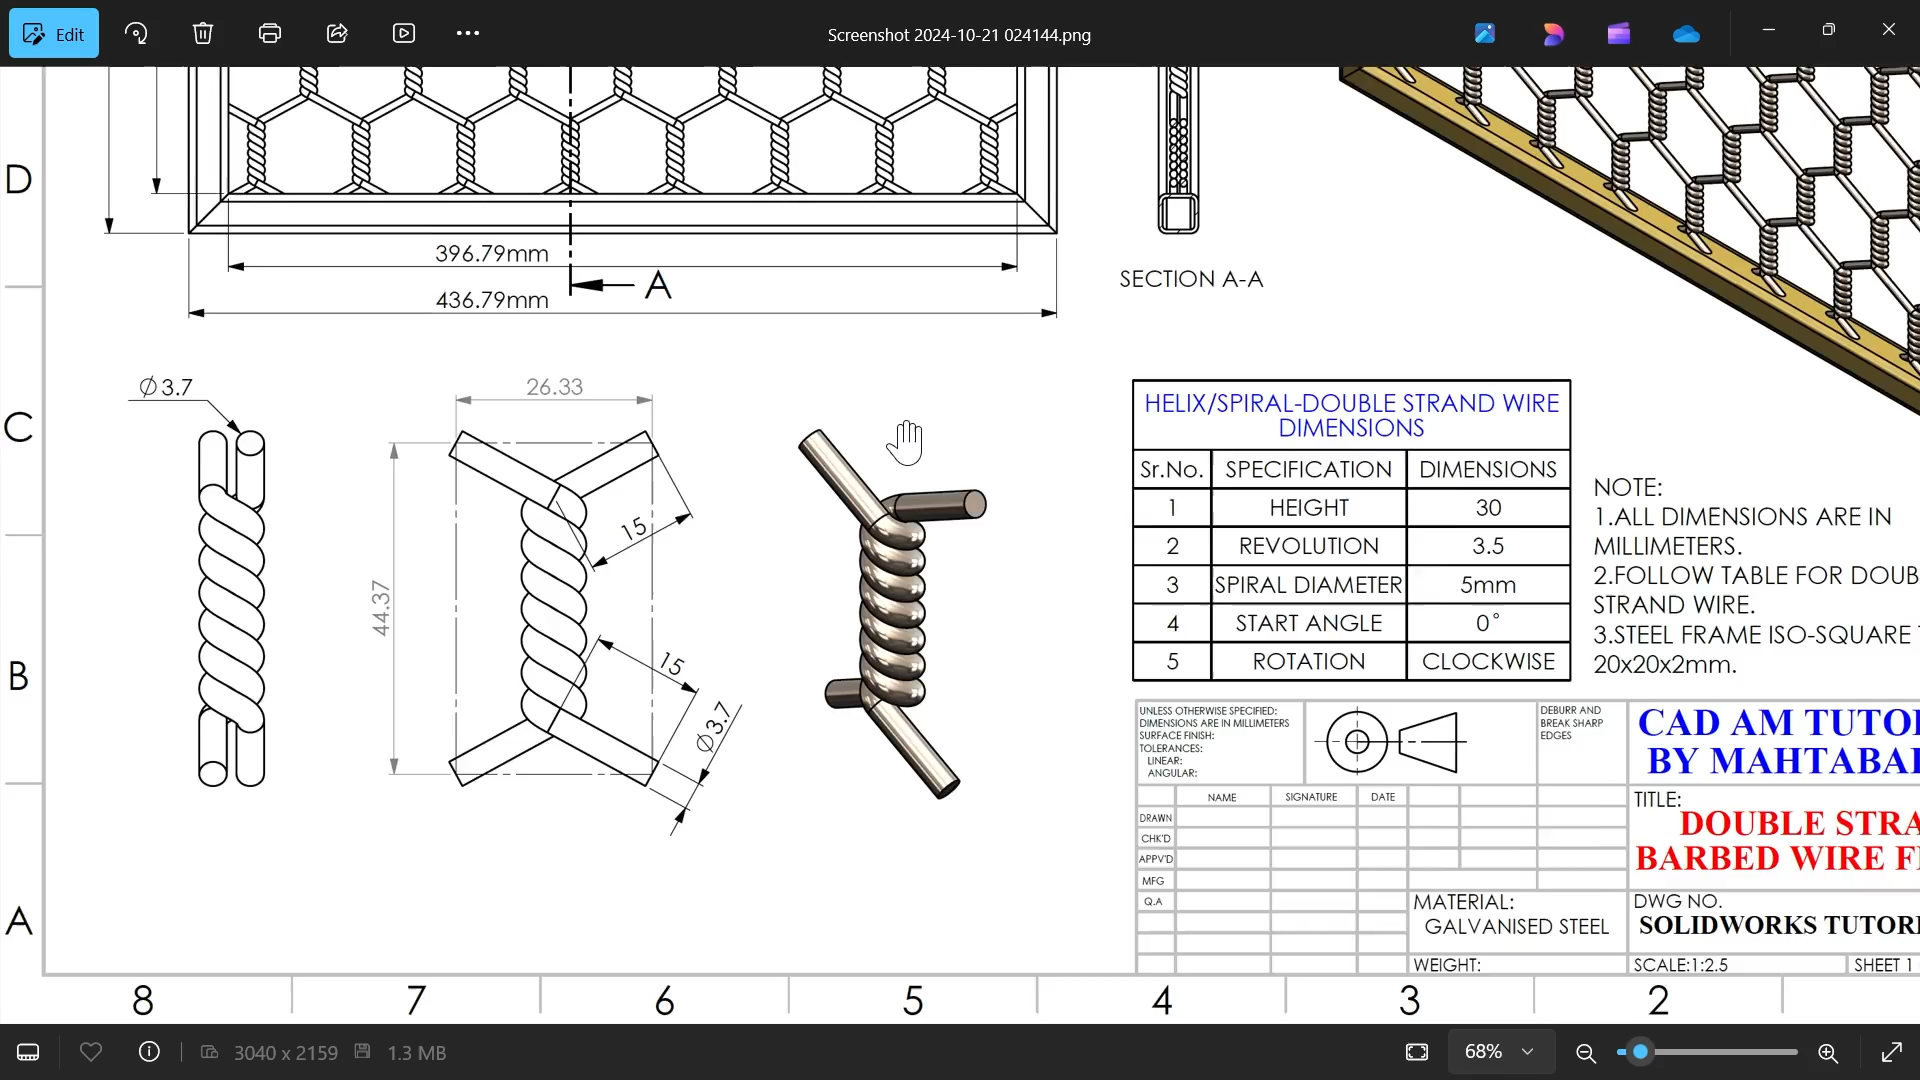 Edit
Screenshot 2024-10-21 024144.png
D
396.79mm
436.79mm
A
SECTION A-A
C
Ø3.7
26.33
15
44.37
15
Ø3.7
HELIX/SPIRAL-DOUBLE STRAND WIRE
DIMENSIONS
Sr.No. SPECIFICATION DIMENSIONS
1 HEIGHT 30
2 REVOLUTION 3.5
3 SPIRAL DIAMETER 5mm
4 START ANGLE 0°
5 ROTATION CLOCKWISE
NOTE:
1.ALL DIMENSIONS ARE IN
MILLIMETERS.
2.FOLLOW TABLE FOR DOUB
STRAND WIRE.
3.STEEL FRAME ISO-SQUARE
20x20x2mm.
B
UNLESS OTHERWISE SPECIFIED:
DIMENSIONS ARE IN MILLIMETERS
SURFACE FINISH:
TOLERANCES:
LINEAR:
ANGULAR:
DEBURR AND
BREAK SHARP
EDGES
CAD AM TUTO
BY MAHTABA
NAME SIGNATURE DATE
DRAWN
CHK'D
APPV'D
MFG
Q.A
TITLE:
DOUBLE STRA
BARBED WIRE F
A
MATERIAL:
GALVANISED STEEL
DWG NO.
SOLIDWORKS TUTOR
WEIGHT:
SCALE:1:2.5
SHEET 1
8 7 6 5 4 3 2
3040 x 2159
1.3 MB
68%